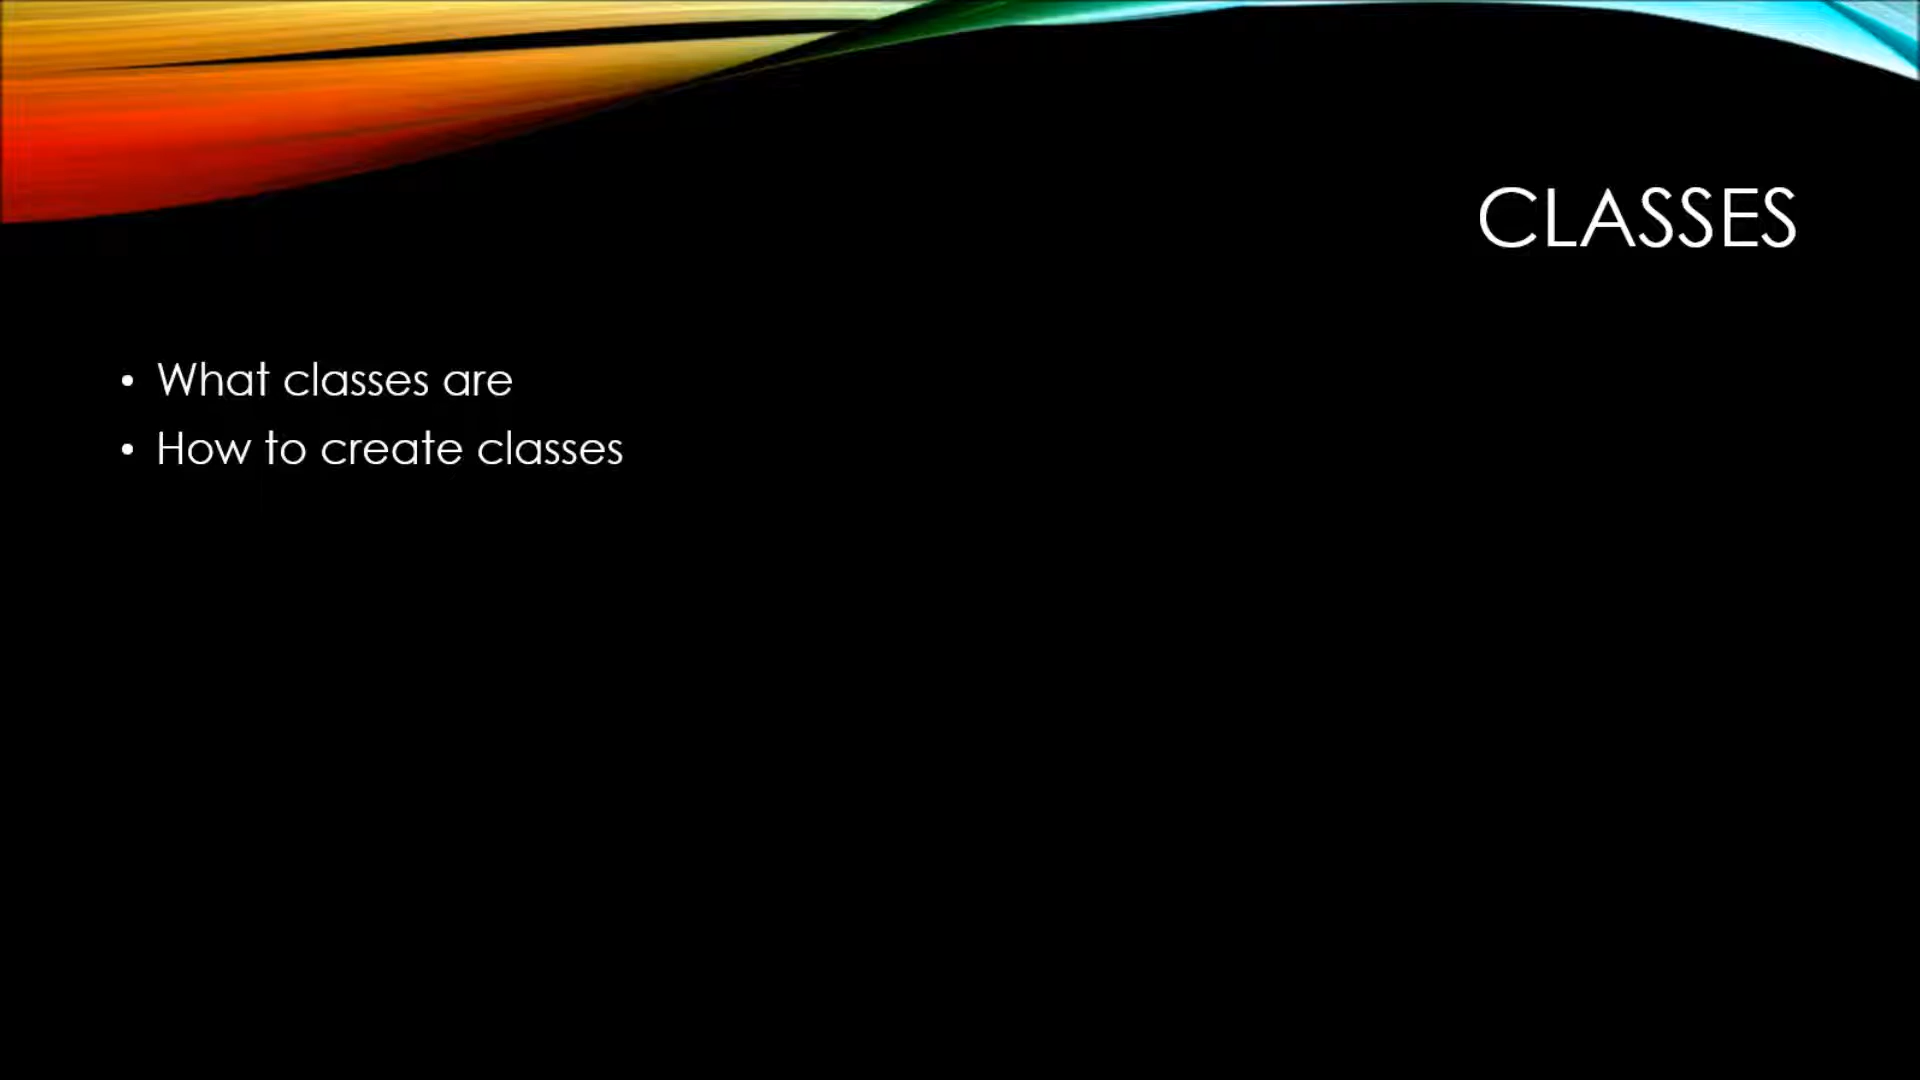 CLASSES
• What classes are
• How to create classes